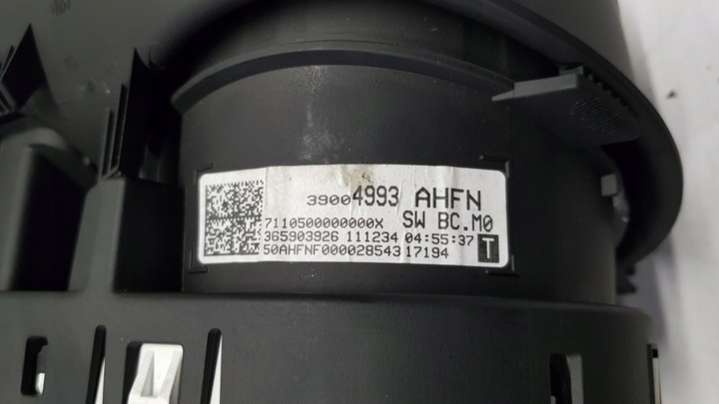 39004993 AHFN
7110500000000X SW BC.M0
365903926 111234 04:55:37 T
50AHFNF000028543 17194